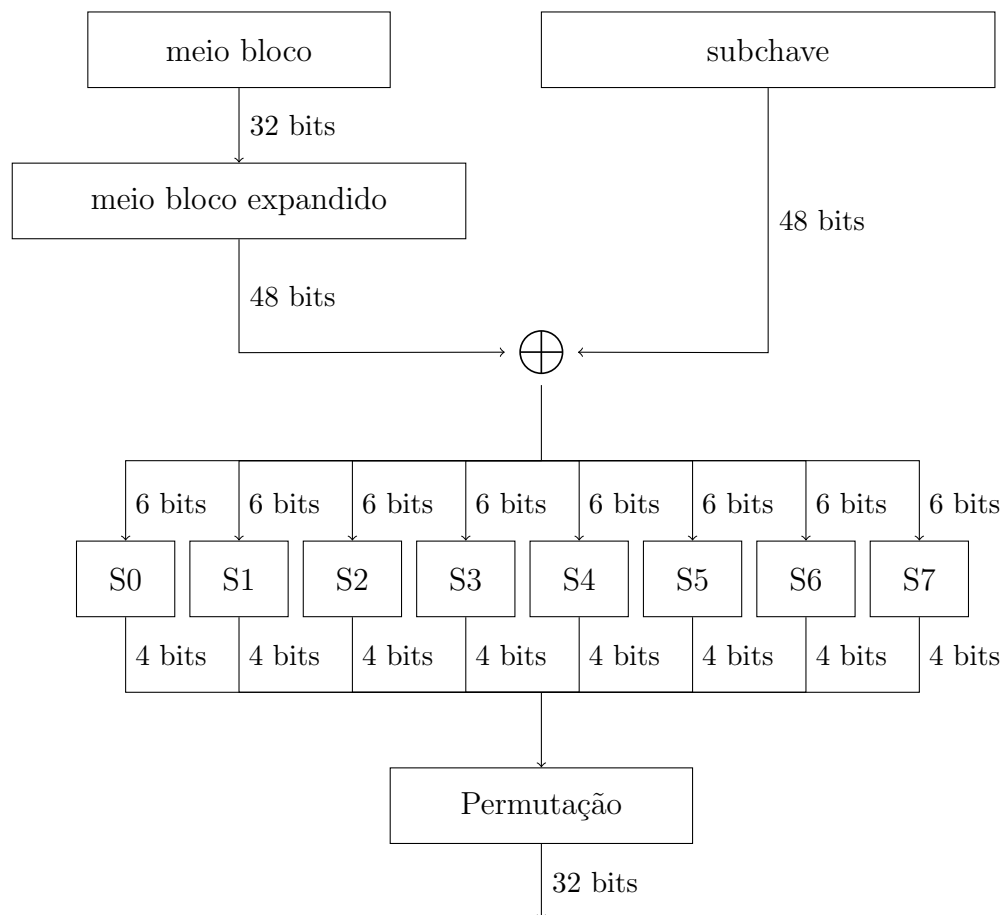 meio bloco
subchave
32 bits
meio bloco expandido
48 bits
48 bits
6 bits 6 bits 6 bits 6 bits 6 bits 6 bits 6 bits 6 bits
S0 S1 S2 S3 S4 S5 S6 S7
4 bits 4 bits 4 bits 4 bits 4 bits 4 bits 4 bits 4 bits
Permutação
32 bits